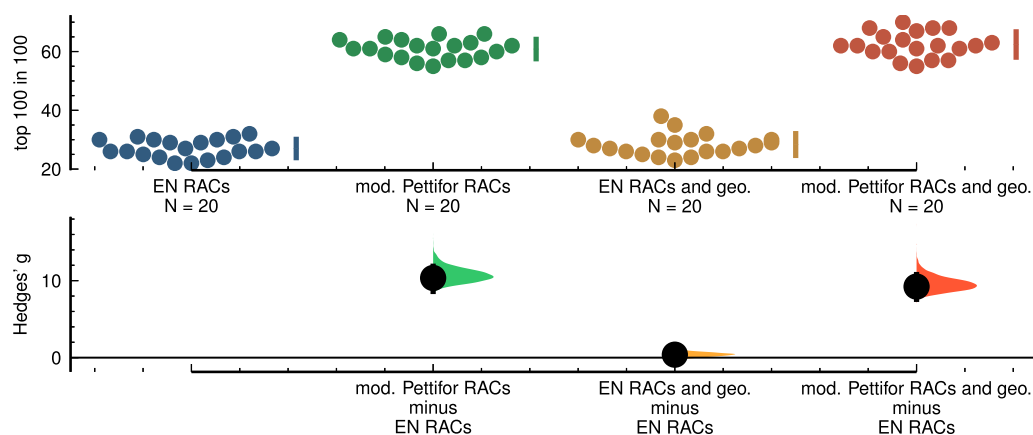 top 100 in 100
60
40
20
EN RACs
N = 20
mod. Pettifor RACs
N = 20
EN RACs and geo.
N = 20
mod. Pettifor RACs and geo.
N = 20
Hedges' g
10
0
mod. Pettifor RACs
minus
EN RACs
EN RACs and geo.
minus
EN RACs
mod. Pettifor RACs and geo.
minus
EN RACs